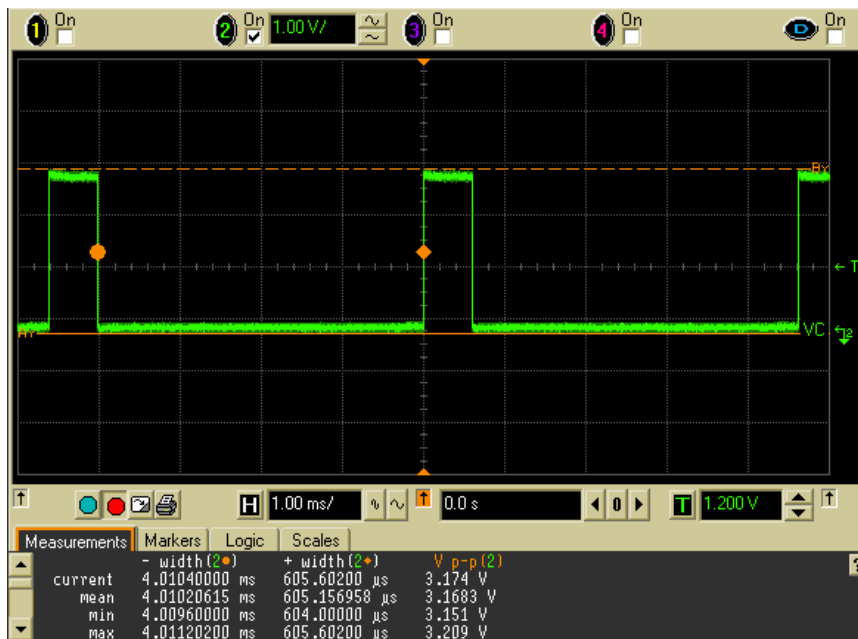 1 On 2 On 1.00 V/ 3 On 4 On D On
BY
T
AY VC 2
H 1.00 ms/ 0.0 s 0 T 1.200 V
Measurements Markers Logic Scales
- width(2●) + width(2◆) V p-p(2) ?
current 4.01040000 ms 605.60200 µs 3.174 V
mean 4.01020615 ms 605.156958 µs 3.1683 V
min 4.00960000 ms 604.00000 µs 3.151 V
max 4.01120200 ms 605.60200 µs 3.209 V